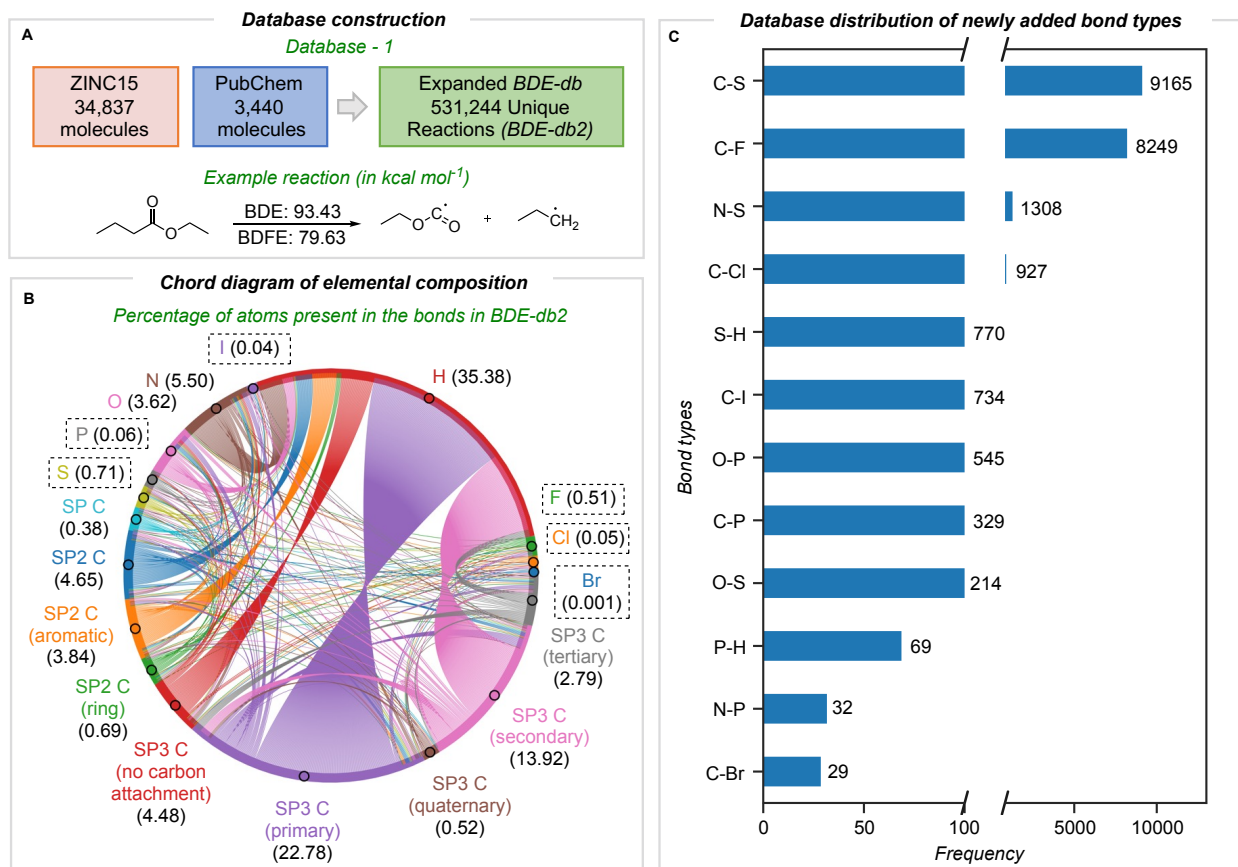 Database construction
A
Database - 1
ZINC15
34,837
molecules
PubChem
3,440
molecules
Expanded BDE-db
531,244 Unique
Reactions (BDE-db2)
Example reaction (in kcal mol⁻¹)
O
O
BDE: 93.43
BDFE: 79.63
O
C
O
+
CH₂
Chord diagram of elemental composition
B
Percentage of atoms present in the bonds in BDE-db2
I (0.04)
N (5.50)
O (3.62)
P (0.06)
S (0.71)
SP C
(0.38)
SP2 C
(4.65)
SP2 C
(aromatic)
(3.84)
SP2 C
(ring)
(0.69)
SP3 C
(no carbon
attachment)
(4.48)
SP3 C
(primary)
(22.78)
SP3 C
(quaternary)
(0.52)
SP3 C
(secondary)
(13.92)
SP3 C
(tertiary)
(2.79)
Br
(0.001)
Cl (0.05)
F (0.51)
H (35.38)
Database distribution of newly added bond types
C
Bond types
C-S 9165
C-F 8249
N-S 1308
C-Cl 927
S-H 770
C-I 734
O-P 545
C-P 329
O-S 214
P-H 69
N-P 32
C-Br 29
0 50 100 5000 10000
Frequency